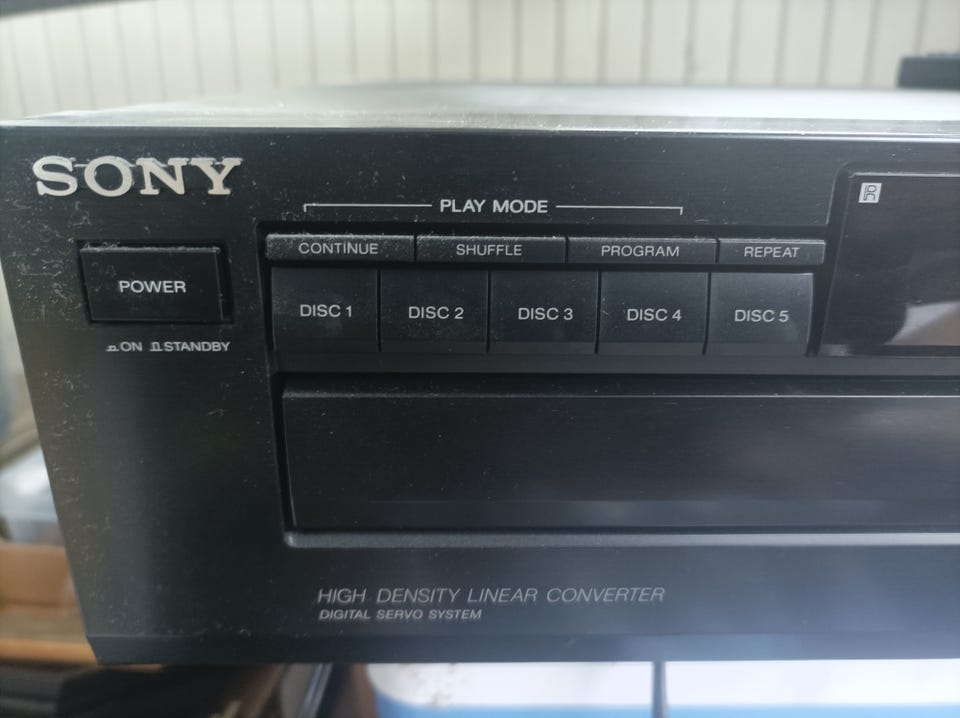 SONY
PLAY MODE
CONTINUE SHUFFLE PROGRAM REPEAT
POWER
DISC 1 DISC 2 DISC 3 DISC 4 DISC 5
ON STANDBY
HIGH DENSITY LINEAR CONVERTER
DIGITAL SERVO SYSTEM